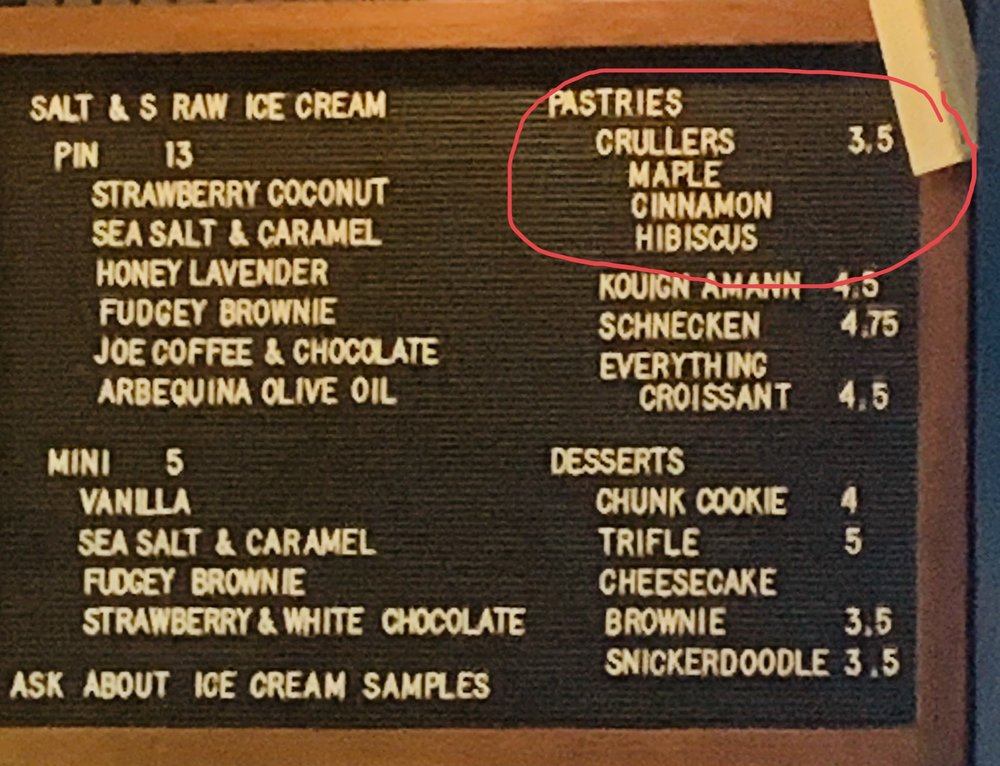 SALT & S RAW ICE CREAM
PIN 13
STRAWBERRY COCONUT
SEA SALT & CARAMEL
HONEY LAVENDER
FUDGEY BROWNIE
JOE COFFEE & CHOCOLATE
ARBEQUINA OLIVE OIL
MINI 5
VANILLA
SEA SALT & CARAMEL
FUDGEY BROWNIE
STRAWBERRY & WHITE CHOCOLATE
ASK ABOUT ICE CREAM SAMPLES
PASTRIES
CRULLERS 3.5
MAPLE
CINNAMON
HIBISCUS
KOUIGN AMANN 4.5
SCHNECKEN 4.75
EVERYTHING
CROISSANT 4.5
DESSERTS
CHUNK COOKIE 4
TRIFLE 5
CHEESECAKE
BROWNIE 3.5
SNICKERDOODLE 3.5